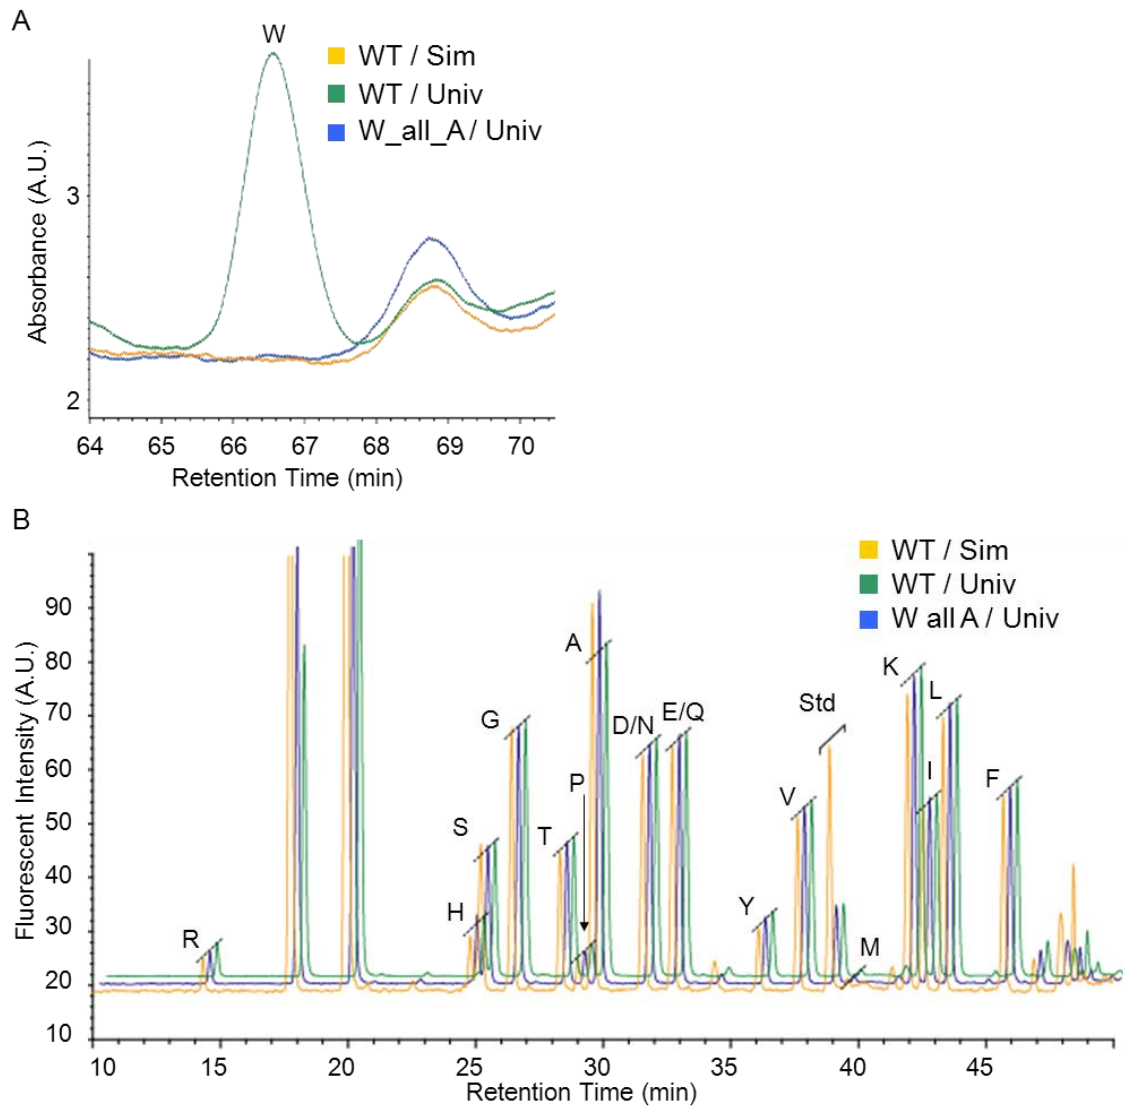 A
W
WT / Sim
WT / Univ
W_all_A / Univ
Absorbance (A.U.)
3
2
64 65 66 67 68 69 70
Retention Time (min)
B
WT / Sim
WT / Univ
W all A / Univ
Fluorescent Intensity (A.U.)
90
80
70
60
50
40
30
20
10
R
H
S
G
T
P
A
D/N
E/Q
Y
V
Std
M
K
I
L
F
10 15 20 25 30 35 40 45
Retention Time (min)